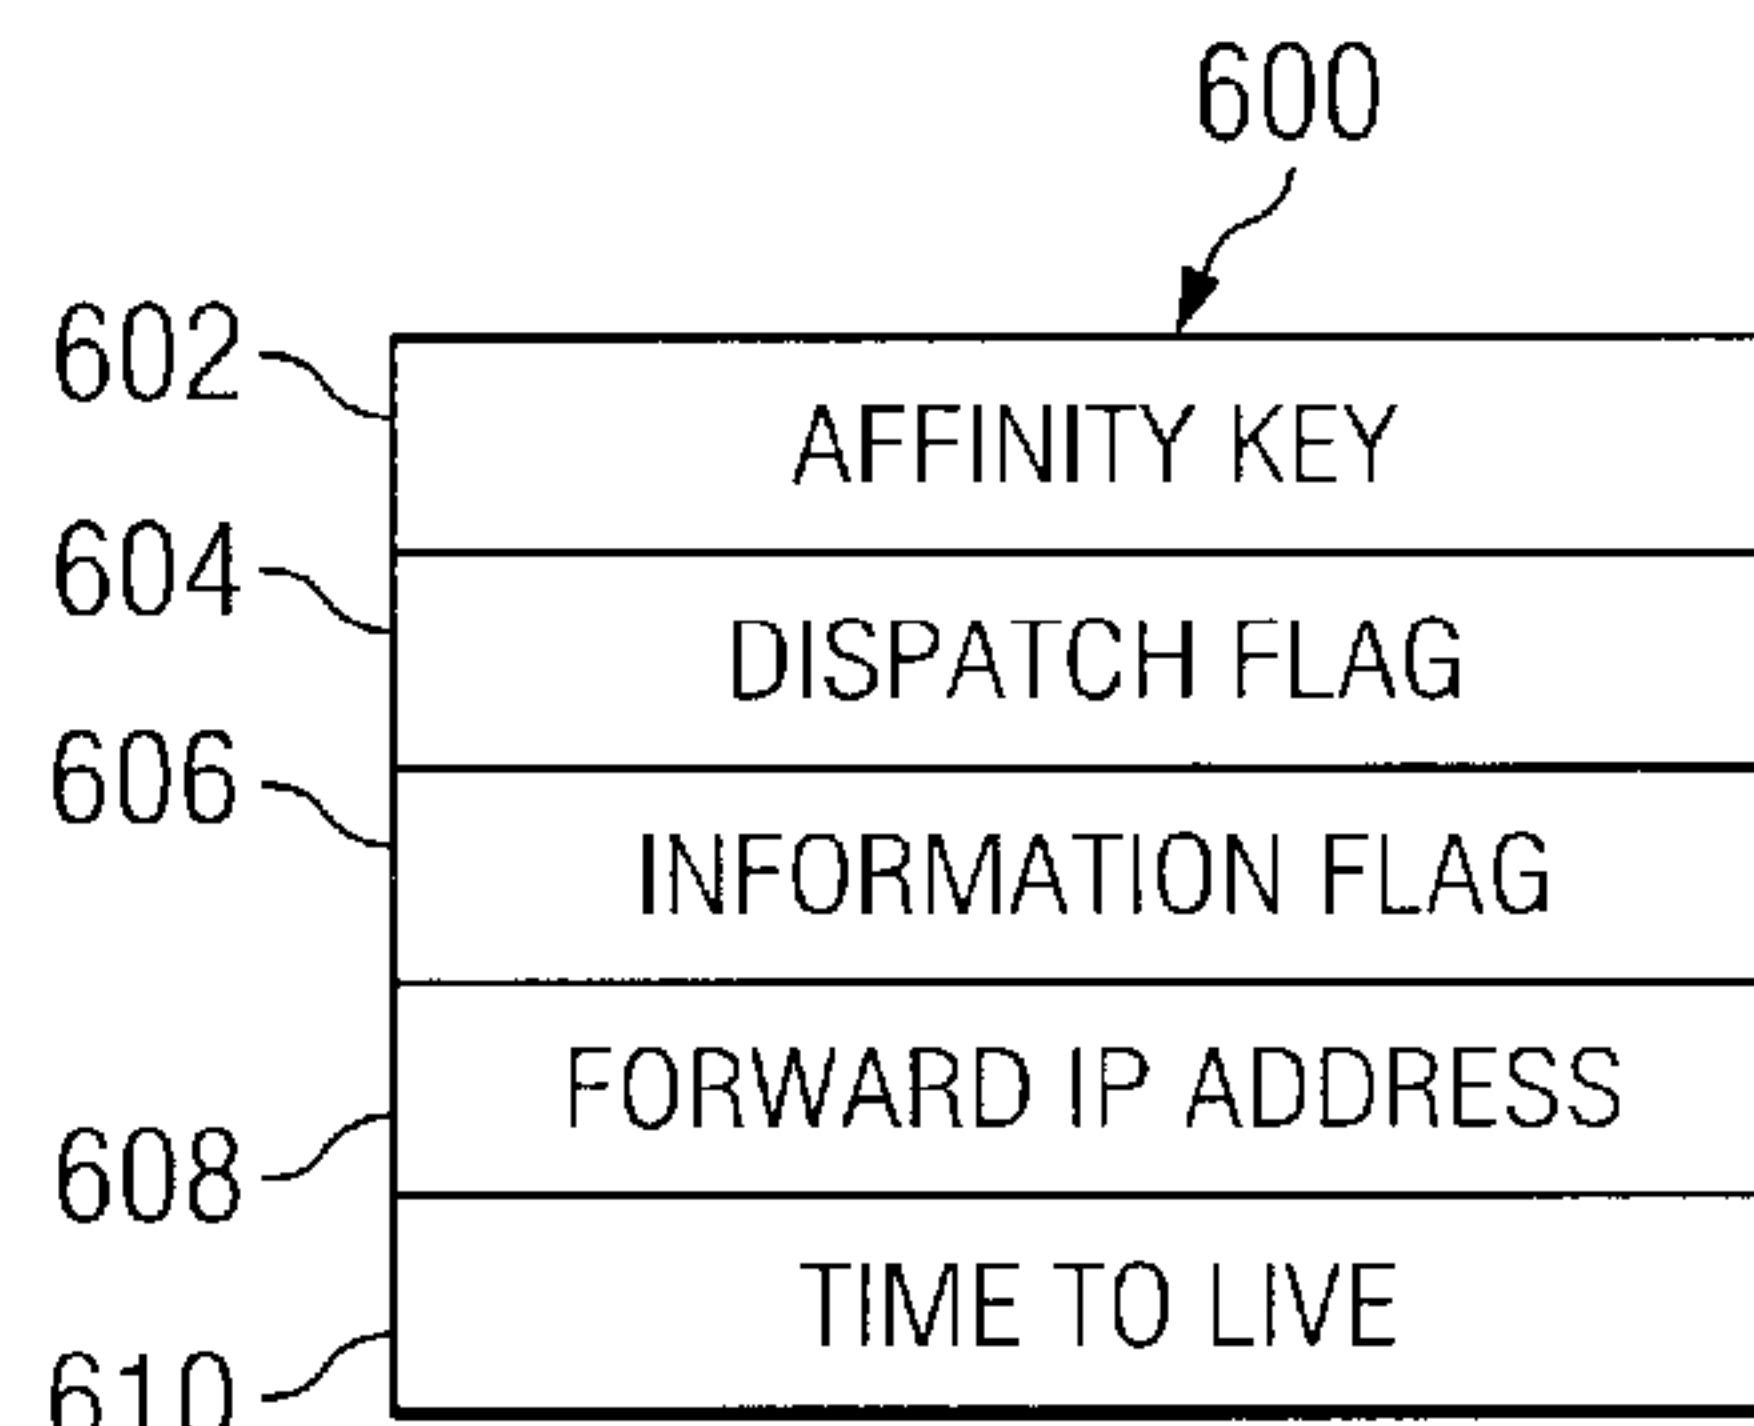 600
602 AFFINITY KEY
604 DISPATCH FLAG
606 INFORMATION FLAG
608 FORWARD IP ADDRESS
610 TIME TO LIVE